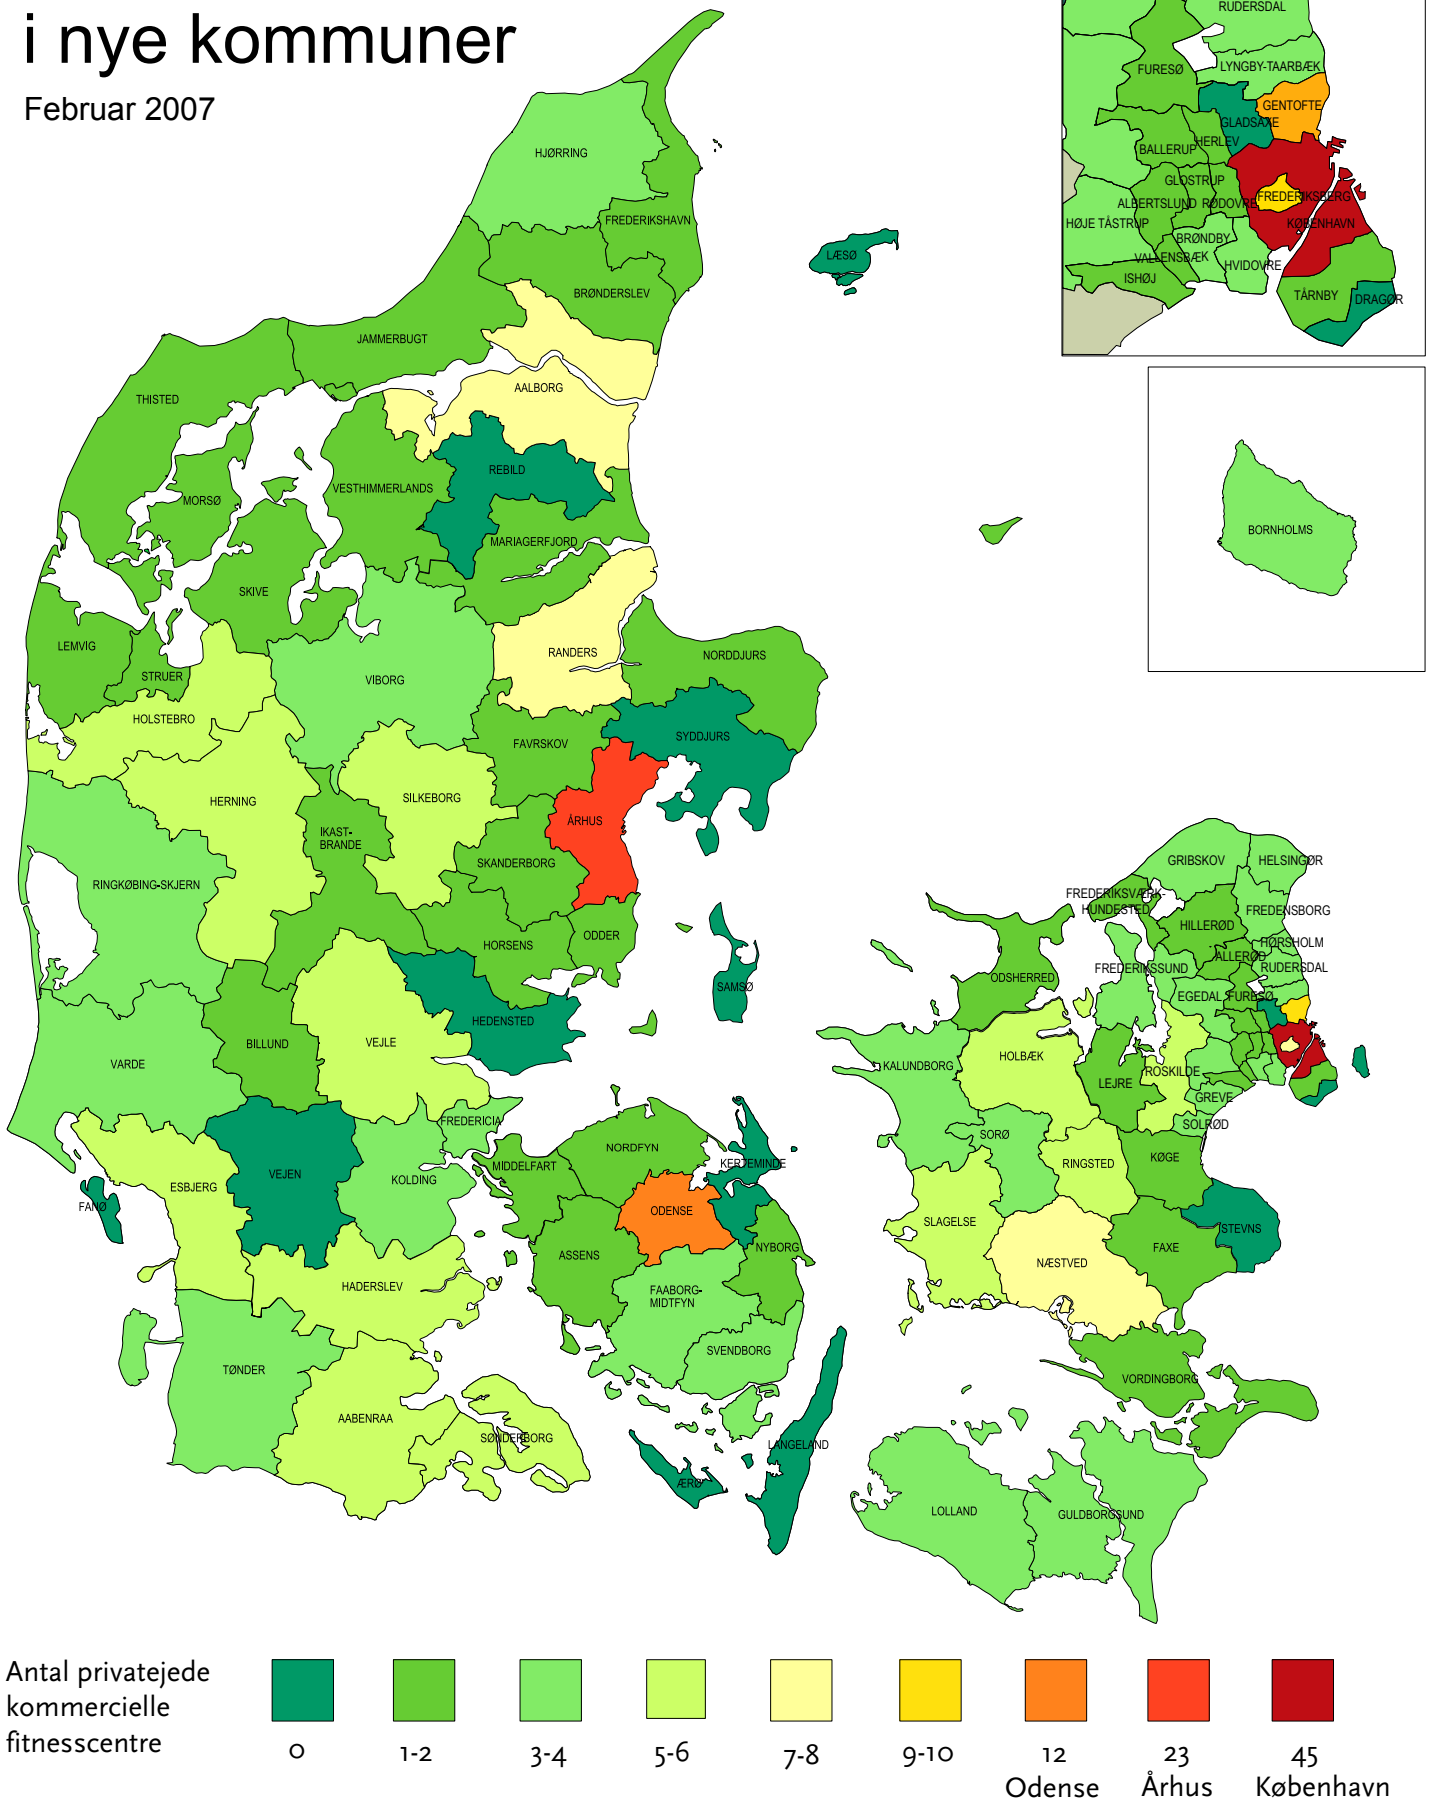 i nye kommuner
Februar 2007
RUDERSDAL
LYNGBY-TAARBÆK
FURESØ
GENTOFTE
GLADSAXE
HERLEV
BALLERUP
GLOSTRUP
ALBERTSLUND
RØDOVRE
FREDERIKSBERG
HØJE TÅSTRUP
KØBENHAVN
BRØNDBY
VALLENSBÆK
HVIDOVRE
ISHØJ
TÅRNBY
DRAGØR
BORNHOLMS
HJØRRING
FREDERIKSHAVN
LÆSØ
BRØNDERSLEV
JAMMERBUGT
AALBORG
THISTED
REBILD
VESTHIMMERLANDS
MORSØ
MARIAGERFJORD
SKIVE
LEMVIG
STRUER
RANDERS
NORDDJURS
VIBORG
HOLSTEBRO
FAVRSKOV
SYDDJURS
HERNING
SILKEBORG
ÅRHUS
IKAST-
BRANDE
SKANDERBORG
RINGKØBING-SKJERN
HORSENS
ODDER
SAMSØ
HEDENSTED
BILLUND
VEJLE
VARDE
FREDERICIA
VEJEN
KOLDING
ESBJERG
FANØ
HADERSLEV
TØNDER
AABENRAA
SØNDERBORG
MIDDELFART
NORDFYN
KERTEMINDE
ODENSE
ASSENS
NYBORG
FAABORG-
MIDTFYN
SVENDBORG
LANGELAND
ÆRØ
GRIBSKOV
HELSINGØR
FREDERIKSVÆRK-
HUNDESTED
FREDENSBORG
HILLERØD
HØRSHOLM
ALLERØD
FREDERIKSSUND
RUDERSDAL
ODSHERRED
EGEDAL
FURESØ
HOLBÆK
KALUNDBORG
ROSKILDE
LEJRE
GREVE
SOLRØD
SORØ
RINGSTED
KØGE
SLAGELSE
STEVNS
FAXE
NÆSTVED
VORDINGBORG
LOLLAND
GULDBORGSUND
Antal privatejede
kommercielle
fitnesscentre
0
1-2
3-4
5-6
7-8
9-10
12
Odense
23
Århus
45
København